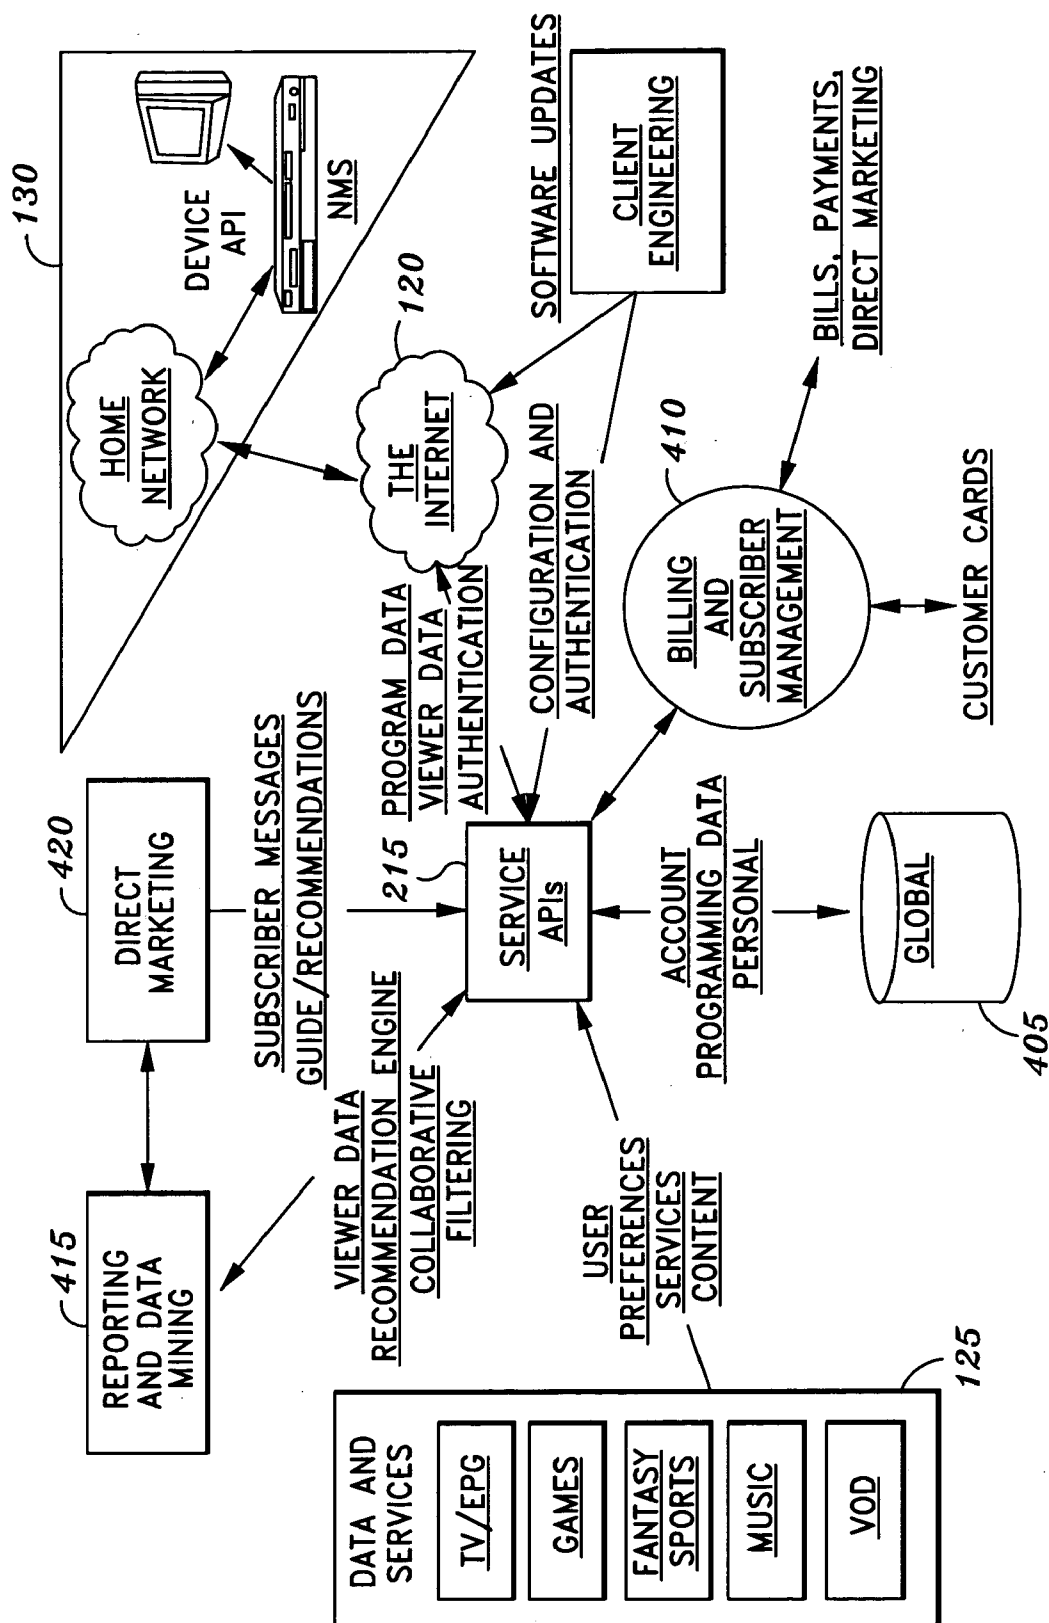 130
HOME
NETWORK
DEVICE
API
NMS
120
THE
INTERNET
SOFTWARE UPDATES
CLIENT
ENGINEERING
420
DIRECT
MARKETING
SUBSCRIBER MESSAGES
GUIDE/RECOMMENDATIONS
415
REPORTING
AND DATA
MINING
VIEWER DATA
RECOMMENDATION ENGINE
COLLABORATIVE
FILTERING
215
PROGRAM DATA
VIEWER DATA
AUTHENTICATION
CONFIGURATION AND
AUTHENTICATION
SERVICE
APIs
410
BILLING
AND
SUBSCRIBER
MANAGEMENT
BILLS, PAYMENTS,
DIRECT MARKETING
CUSTOMER CARDS
ACCOUNT
PROGRAMMING DATA
PERSONAL
GLOBAL
405
USER
PREFERENCES
SERVICES
CONTENT
125
DATA AND
SERVICES
TV/EPG
GAMES
FANTASY
SPORTS
MUSIC
VOD